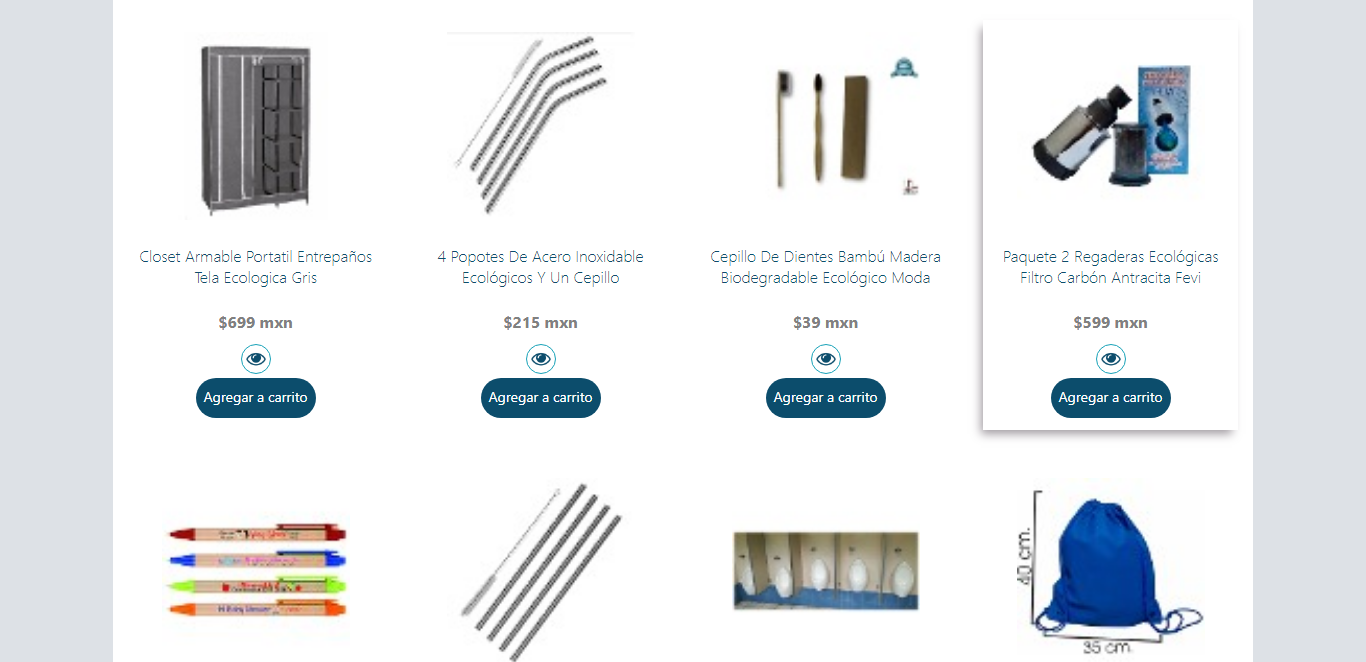 Closet Armable Portatil Entrepaños
Tela Ecologica Gris
$699 mxn
Agregar a carrito
4 Popotes De Acero Inoxidable
Ecológicos Y Un Cepillo
$215 mxn
Agregar a carrito
Cepillo De Dientes Bambú Madera
Biodegradable Ecológico Moda
$39 mxn
Agregar a carrito
Paquete 2 Regaderas Ecológicas
Filtro Carbón Antracita Fevi
$599 mxn
Agregar a carrito
40 cm.
35 cm.